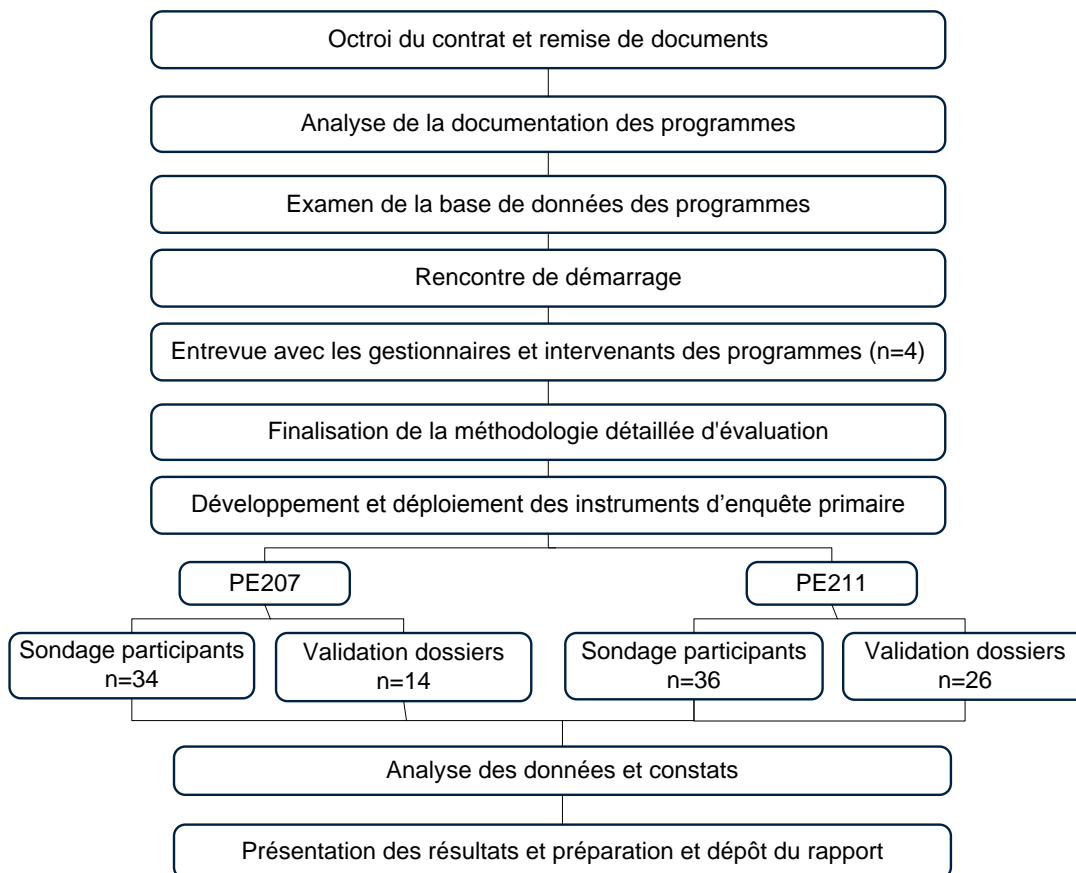 Octroi du contrat et remise de documents
Analyse de la documentation des programmes
Examen de la base de données des programmes
Rencontre de démarrage
Entrevue avec les gestionnaires et intervenants des programmes (n=4)
Finalisation de la méthodologie détaillée d'évaluation
Développement et déploiement des instruments d’enquête primaire
PE207
PE211
Sondage participants
n=34
Validation dossiers
n=14
Sondage participants
n=36
Validation dossiers
n=26
Analyse des données et constats
Présentation des résultats et préparation et dépôt du rapport